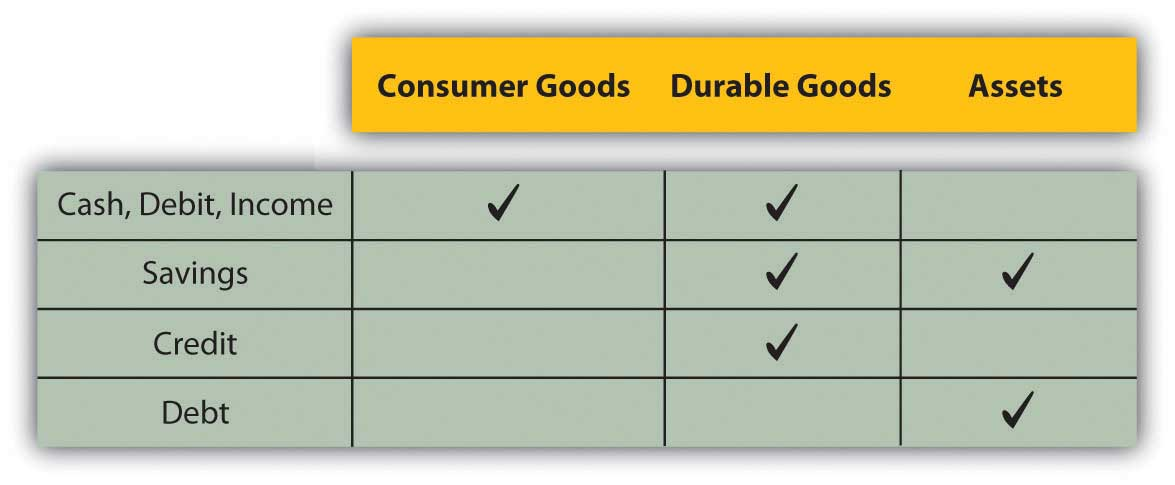 Consumer Goods Durable Goods Assets
Cash, Debit, Income ✓ ✓
Savings ✓ ✓
Credit ✓
Debt ✓